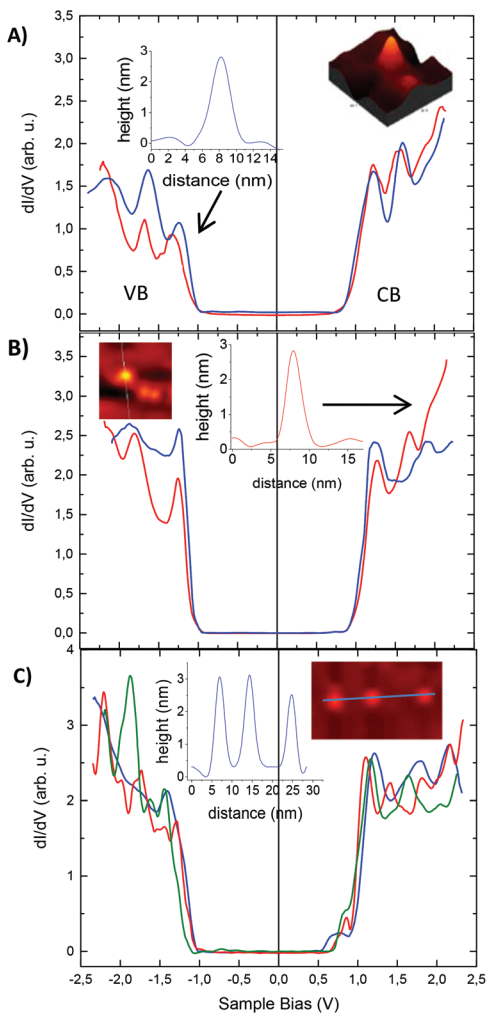 A)
3,5
3,0
2,5
2,0
1,5
1,0
0,5
0,0
dI/dV (arb. u.)
height (nm)
3
2
1
0
0 2 4 6 8 10 12 14
distance (nm)
VB
CB
B)
3,5
3,0
2,5
2,0
1,5
1,0
0,5
0,0
dI/dV (arb. u.)
height (nm)
3
2
1
0
0 5 10 15
distance (nm)
C)
4
3
2
1
0
dI/dV (arb. u.)
height (nm)
3
2
1
0
0 5 10 15 20 25 30
distance (nm)
-2,5 -2,0 -1,5 -1,0 -0,5 0,0 0,5 1,0 1,5 2,0 2,5
Sample Bias (V)